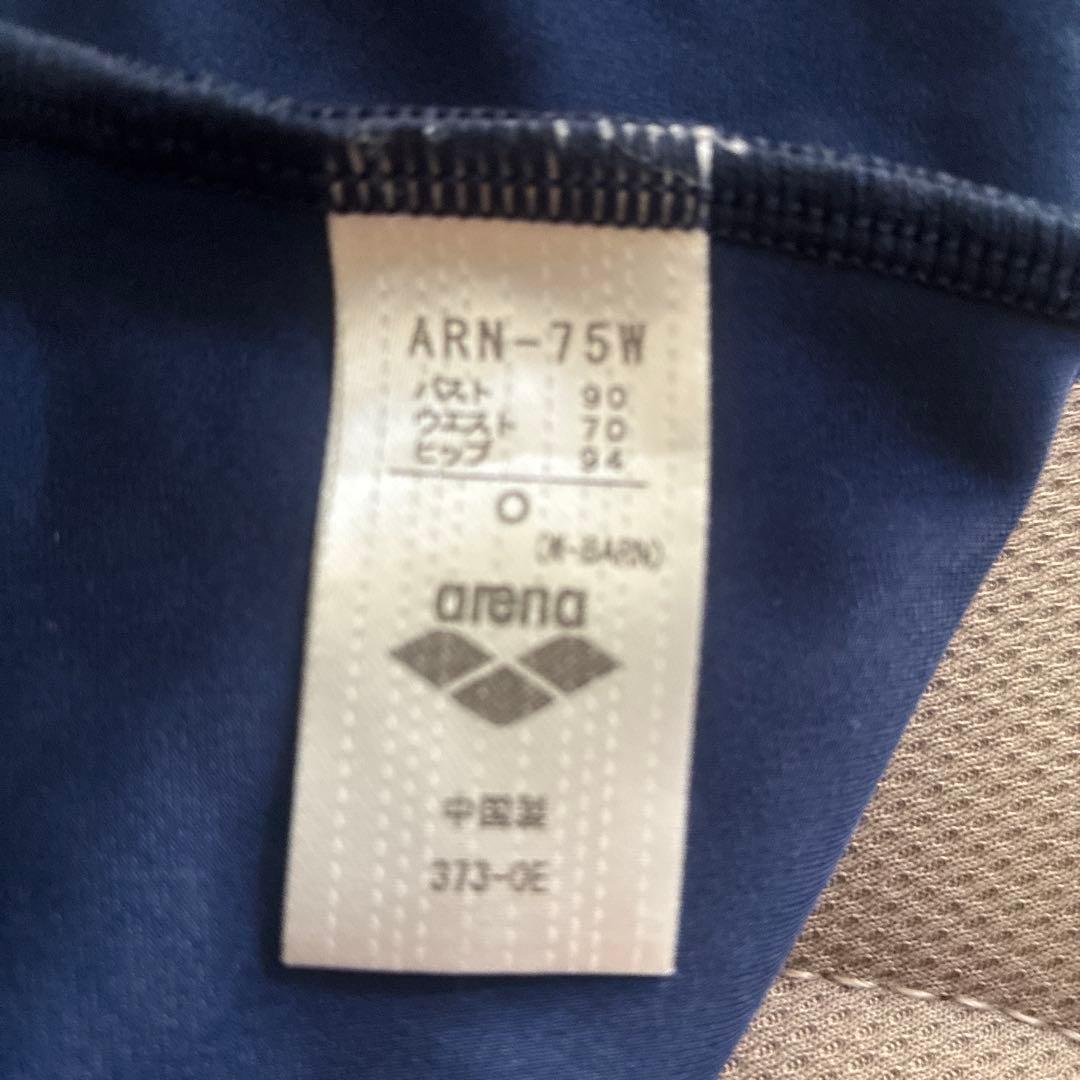 ARN-75W
バスト 90
ウエスト 70
ヒップ 94
O
(W-BARN)
arena
中国製
373-0E